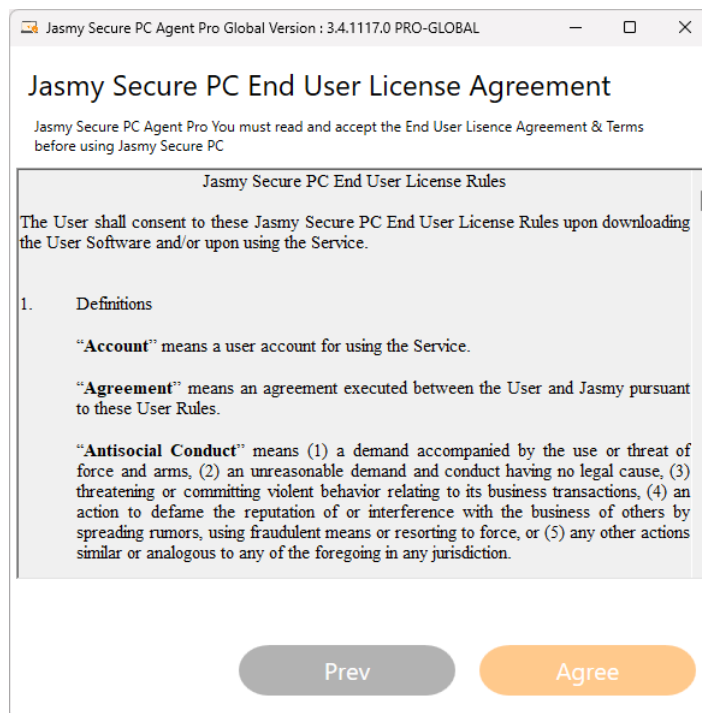 Jasmy Secure PC Agent Pro Global Version : 3.4.1117.0 PRO-GLOBAL
Jasmy Secure PC End User License Agreement
Jasmy Secure PC Agent Pro You must read and accept the End User Lisence Agreement & Terms
before using Jasmy Secure PC
Jasmy Secure PC End User License Rules
The User shall consent to these Jasmy Secure PC End User License Rules upon downloading
the User Software and/or upon using the Service.
1. Definitions
“Account” means a user account for using the Service.
“Agreement” means an agreement executed between the User and Jasmy pursuant
to these User Rules.
“Antisocial Conduct” means (1) a demand accompanied by the use or threat of
force and arms, (2) an unreasonable demand and conduct having no legal cause, (3)
threatening or committing violent behavior relating to its business transactions, (4) an
action to defame the reputation of or interference with the business of others by
spreading rumors, using fraudulent means or resorting to force, or (5) any other actions
similar or analogous to any of the foregoing in any jurisdiction.
Prev
Agree